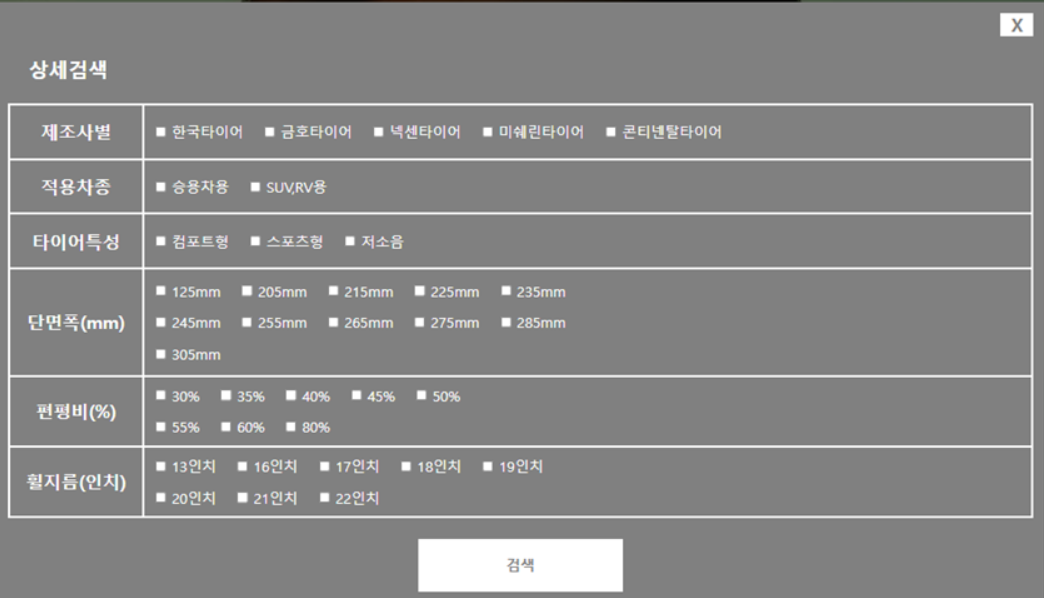 X
상세검색
제조사별 한국타이어 금호타이어 넥센타이어 미쉐린타이어 콘티넨탈타이어
적용차종 승용차용 SUV,RV용
타이어특성 컴포트형 스포츠형 저소음
단면폭(mm)
125mm 205mm 215mm 225mm 235mm
245mm 255mm 265mm 275mm 285mm
305mm
편평비(%)
30% 35% 40% 45% 50%
55% 60% 80%
휠지름(인치)
13인치 16인치 17인치 18인치 19인치
20인치 21인치 22인치
검색